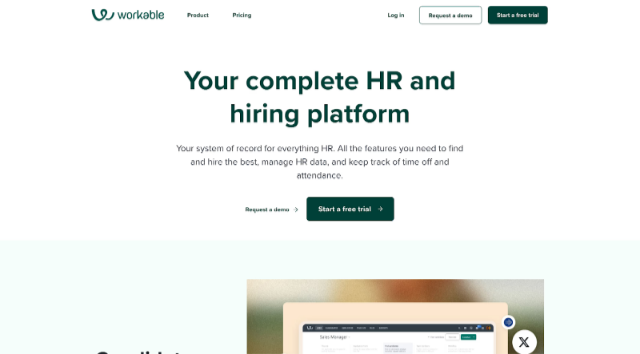 workable
Product
Pricing
Log in
Request a demo
Start a free trial
Your complete HR and
hiring platform
Your system of record for everything HR. All the features you need to find
and hire the best, manage HR data, and keep track of time off and
attendance.
Request a demo
Start a free trial
Sales Manager